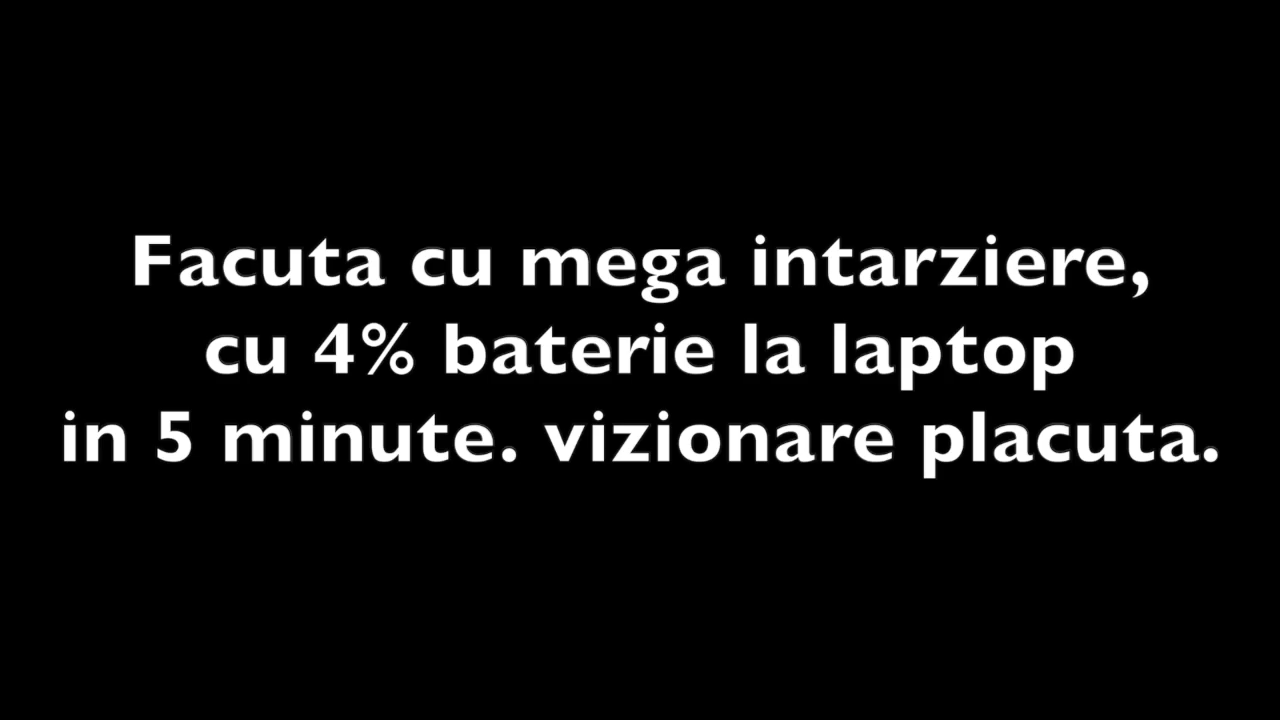 Facuta cu mega intarziere,
cu 4% baterie la laptop
in 5 minute. vizionare placuta.